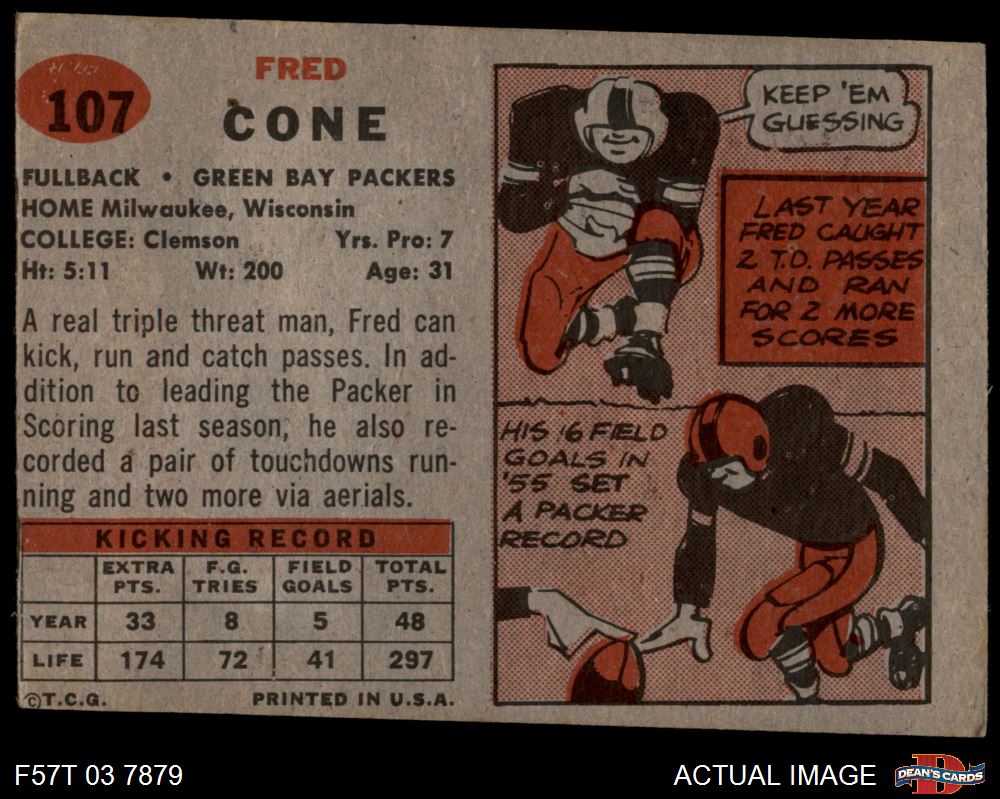 107
FRED
CONE
FULLBACK • GREEN BAY PACKERS
HOME Milwaukee, Wisconsin
COLLEGE: Clemson Yrs. Pro: 7
Ht: 5:11 Wt: 200 Age: 31
A real triple threat man, Fred can
kick, run and catch passes. In ad-
dition to leading the Packer in
Scoring last season, he also re-
corded a pair of touchdowns run-
ning and two more via aerials.
KICKING RECORD
EXTRA PTS. F.G. TRIES FIELD GOALS TOTAL PTS.
YEAR 33 8 5 48
LIFE 174 72 41 297
©T.C.G. PRINTED IN U.S.A.
KEEP 'EM
GUESSING
LAST YEAR
FRED CAUGHT
2 T.D. PASSES
AND RAN
FOR 2 MORE
SCORES
HIS 16 FIELD
GOALS IN
'55 SET
A PACKER
RECORD
F57T 03 7879
ACTUAL IMAGE
D
DEAN'S CARDS